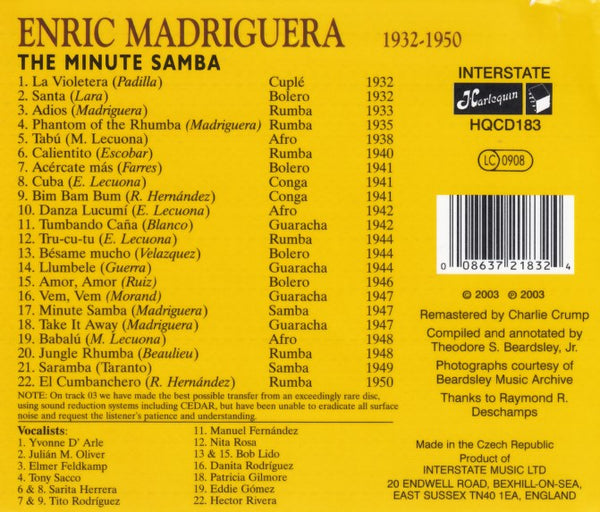 ENRIC MADRIGUERA 1932-1950
THE MINUTE SAMBA
1. La Violetera (Padilla) Cuplé 1932
2. Santa (Lara) Bolero 1932
3. Adios (Madriguera) Rumba 1933
4. Phantom of the Rhumba (Madriguera) Rumba 1935
5. Tabú (M. Lecuona) Afro 1938
6. Calientito (Escobar) Rumba 1940
7. Acércate más (Farres) Bolero 1941
8. Cuba (E. Lecuona) Conga 1941
9. Bim Bam Bum (R. Hernández) Conga 1941
10. Danza Lucumí (E. Lecuona) Afro 1942
11. Tumbando Caña (Blanco) Guaracha 1942
12. Tru-cu-tu (E. Lecuona) Rumba 1944
13. Bésame mucho (Velazquez) Bolero 1944
14. Llumbele (Guerra) Guaracha 1944
15. Amor, Amor (Ruiz) Bolero 1946
16. Vem, Vem (Morand) Guaracha 1947
17. Minute Samba (Madriguera) Samba 1947
18. Take It Away (Madriguera) Guaracha 1947
19. Babalú (M. Lecuona) Afro 1948
20. Jungle Rhumba (Beaulieu) Rumba 1948
21. Saramba (Taranto) Samba 1949
22. El Cumbanchero (R. Hernández) Rumba 1950
NOTE: On track 03 we have made the best possible transfer from an exceedingly rare disc,
using sound reduction systems including CEDAR, but have been unable to eradicate all surface
noise and request the listener's patience and understanding.
Vocalists:
1. Yvonne D' Arle
2. Julián M. Oliver
3. Elmer Feldkamp
4. Tony Sacco
6 & 8. Sarita Herrera
7 & 9. Tito Rodríguez
11. Manuel Fernández
12. Nita Rosa
13 & 15. Bob Lido
16. Danita Rodríguez
18. Patricia Gilmore
19. Eddie Gómez
22. Hector Rivera
INTERSTATE
Harlequin
HQCD183
LC 0908
0 08637 21832 4
© 2003 ℗ 2003
Remastered by Charlie Crump
Compiled and annotated by
Theodore S. Beardsley, Jr.
Photographs courtesy of
Beardsley Music Archive
Thanks to Raymond R.
Deschamps
Made in the Czech Republic
Product of
INTERSTATE MUSIC LTD
20 ENDWELL ROAD, BEXHILL-ON-SEA,
EAST SUSSEX TN40 1EA, ENGLAND